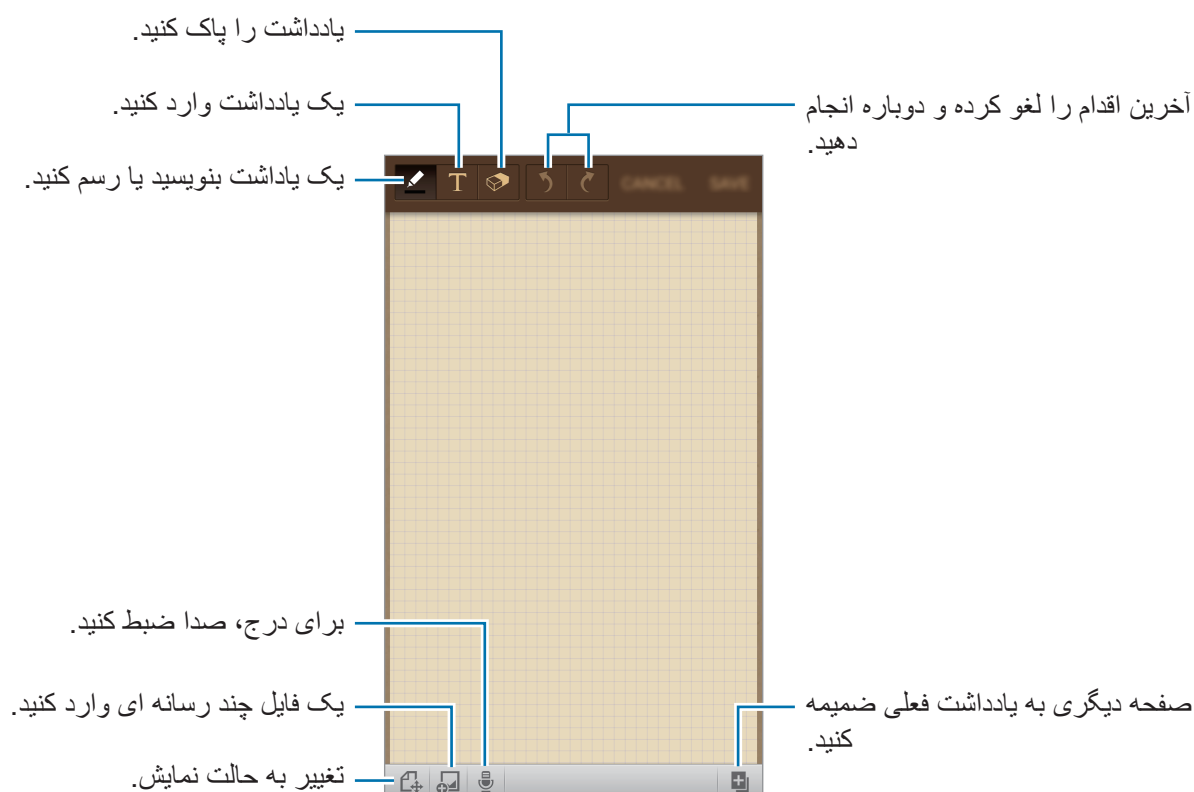 یادداشت را پاک کنید.
یک یادداشت وارد کنید.
آخرین اقدام را لغو کرده و دوباره انجام
دهید.
یک یاداشت بنویسید یا رسم کنید.
T CANCEL SAVE
برای درج، صدا ضبط کنید.
یک فایل چند رسانه ای وارد کنید.
صفحه دیگری به یادداشت فعلی ضمیمه
کنید.
تغییر به حالت نمایش.